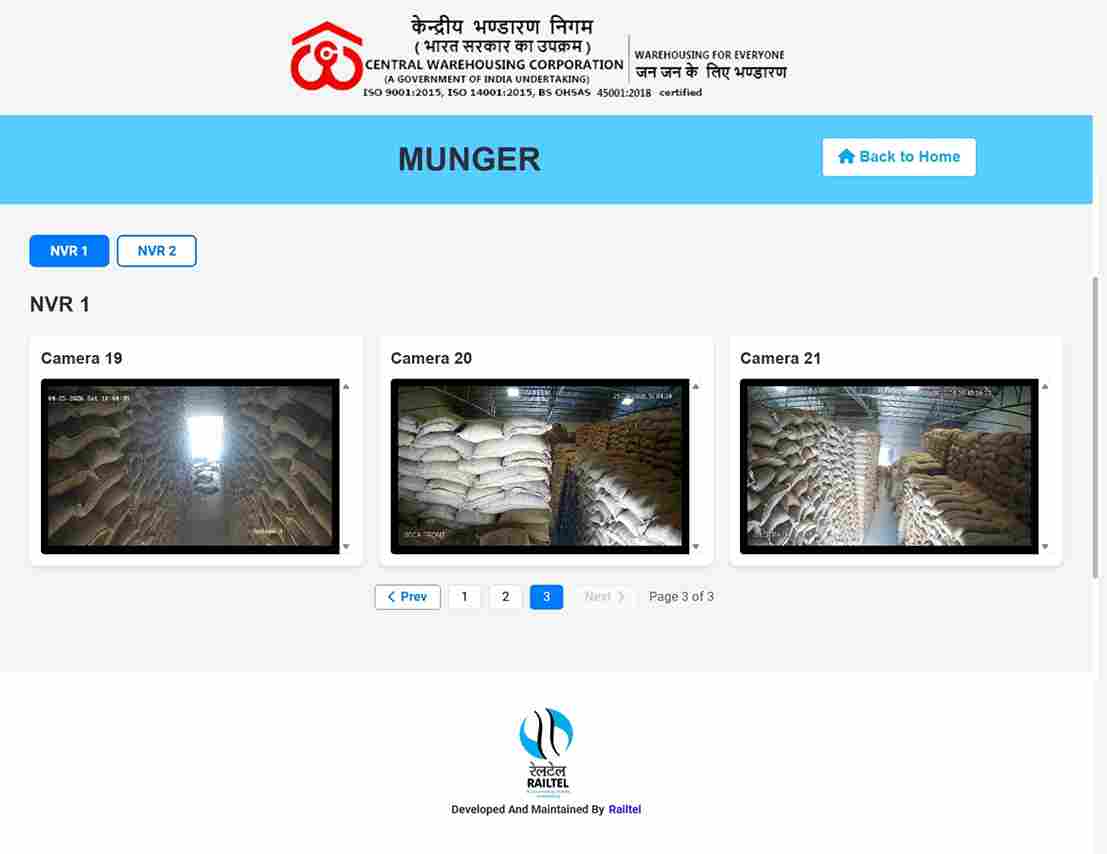 केन्द्रीय भण्डारण निगम
( भारत सरकार का उपक्रम )
CENTRAL WAREHOUSING CORPORATION
(A GOVERNMENT OF INDIA UNDERTAKING)
ISO 9001:2015, ISO 14001:2015, BS OHSAS 45001:2018 certified
WAREHOUSING FOR EVERYONE
जन जन के लिए भण्डारण
MUNGER
Back to Home
NVR 1
NVR 2
NVR 1
Camera 19
Camera 20
Camera 21
Prev
1
2
3
Next
Page 3 of 3
रेलटेल
RAILTEL
Developed And Maintained By Railtel